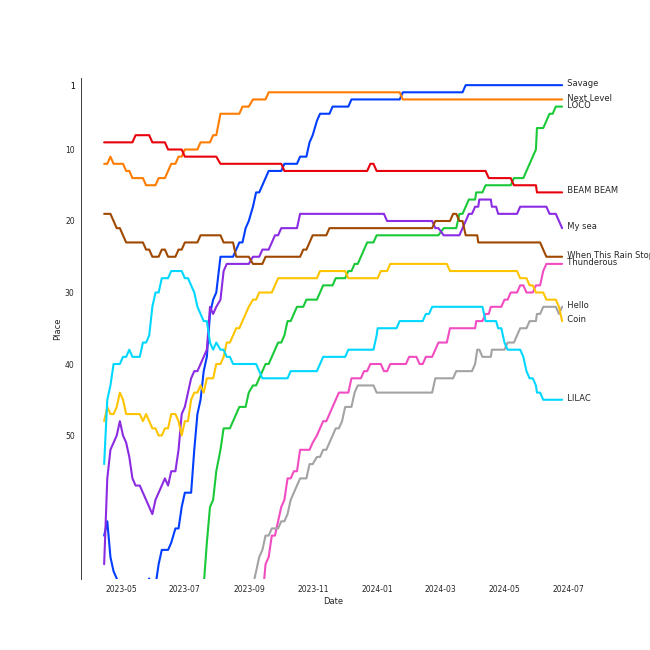 1
10
20
30
40
50
Place
2023-05
2023-07
2023-09
2023-11
2024-01
2024-03
2024-05
2024-07
Date
Savage
Next Level
LOCO
BEAM BEAM
My sea
When This Rain Stop
Thunderous
Hello
Coin
LILAC